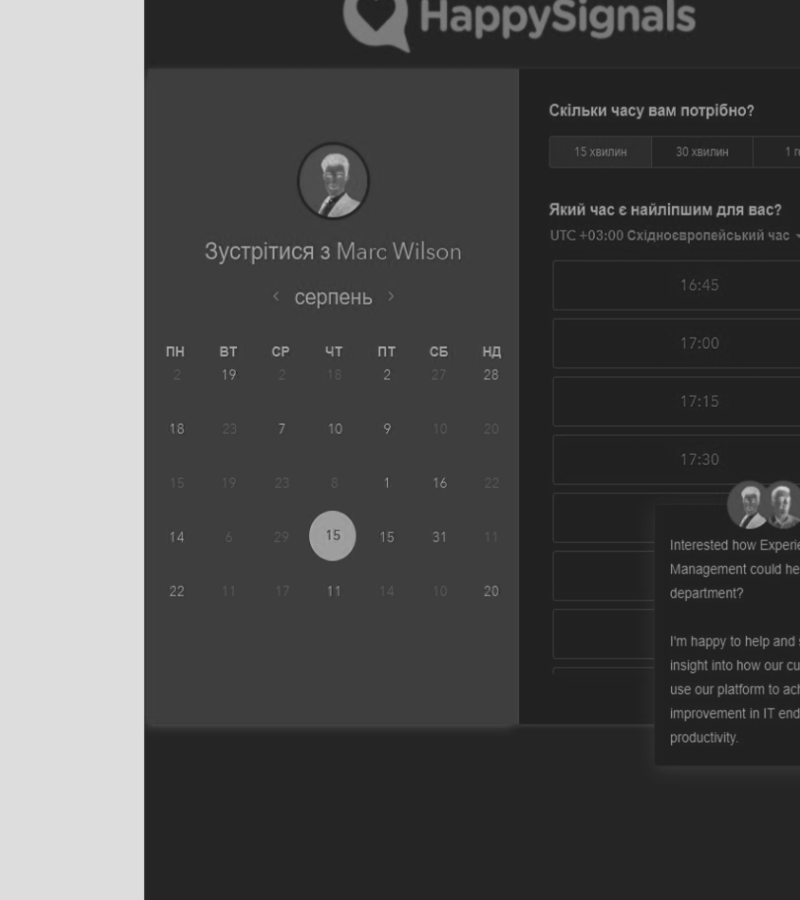 HappySignals
Зустрітися з Marc Wilson
серпень
ПН ВТ СР ЧТ ПТ СБ НД
2 19 2 18 2 27 28
18 23 7 10 9 10 20
15 19 23 8 1 16 22
14 6 29 15 15 31 11
22 11 17 11 14 10 20
Скільки часу вам потрібно?
15 хвилин 30 хвилин 1
Який час є найліпшим для вас?
UTC +03:00 Східноєвропейський час
16:45
17:00
17:15
17:30
Interested how
Management could
department?
I'm happy to help and
insight into how our
use our platform to
improvement in IT
productivity.